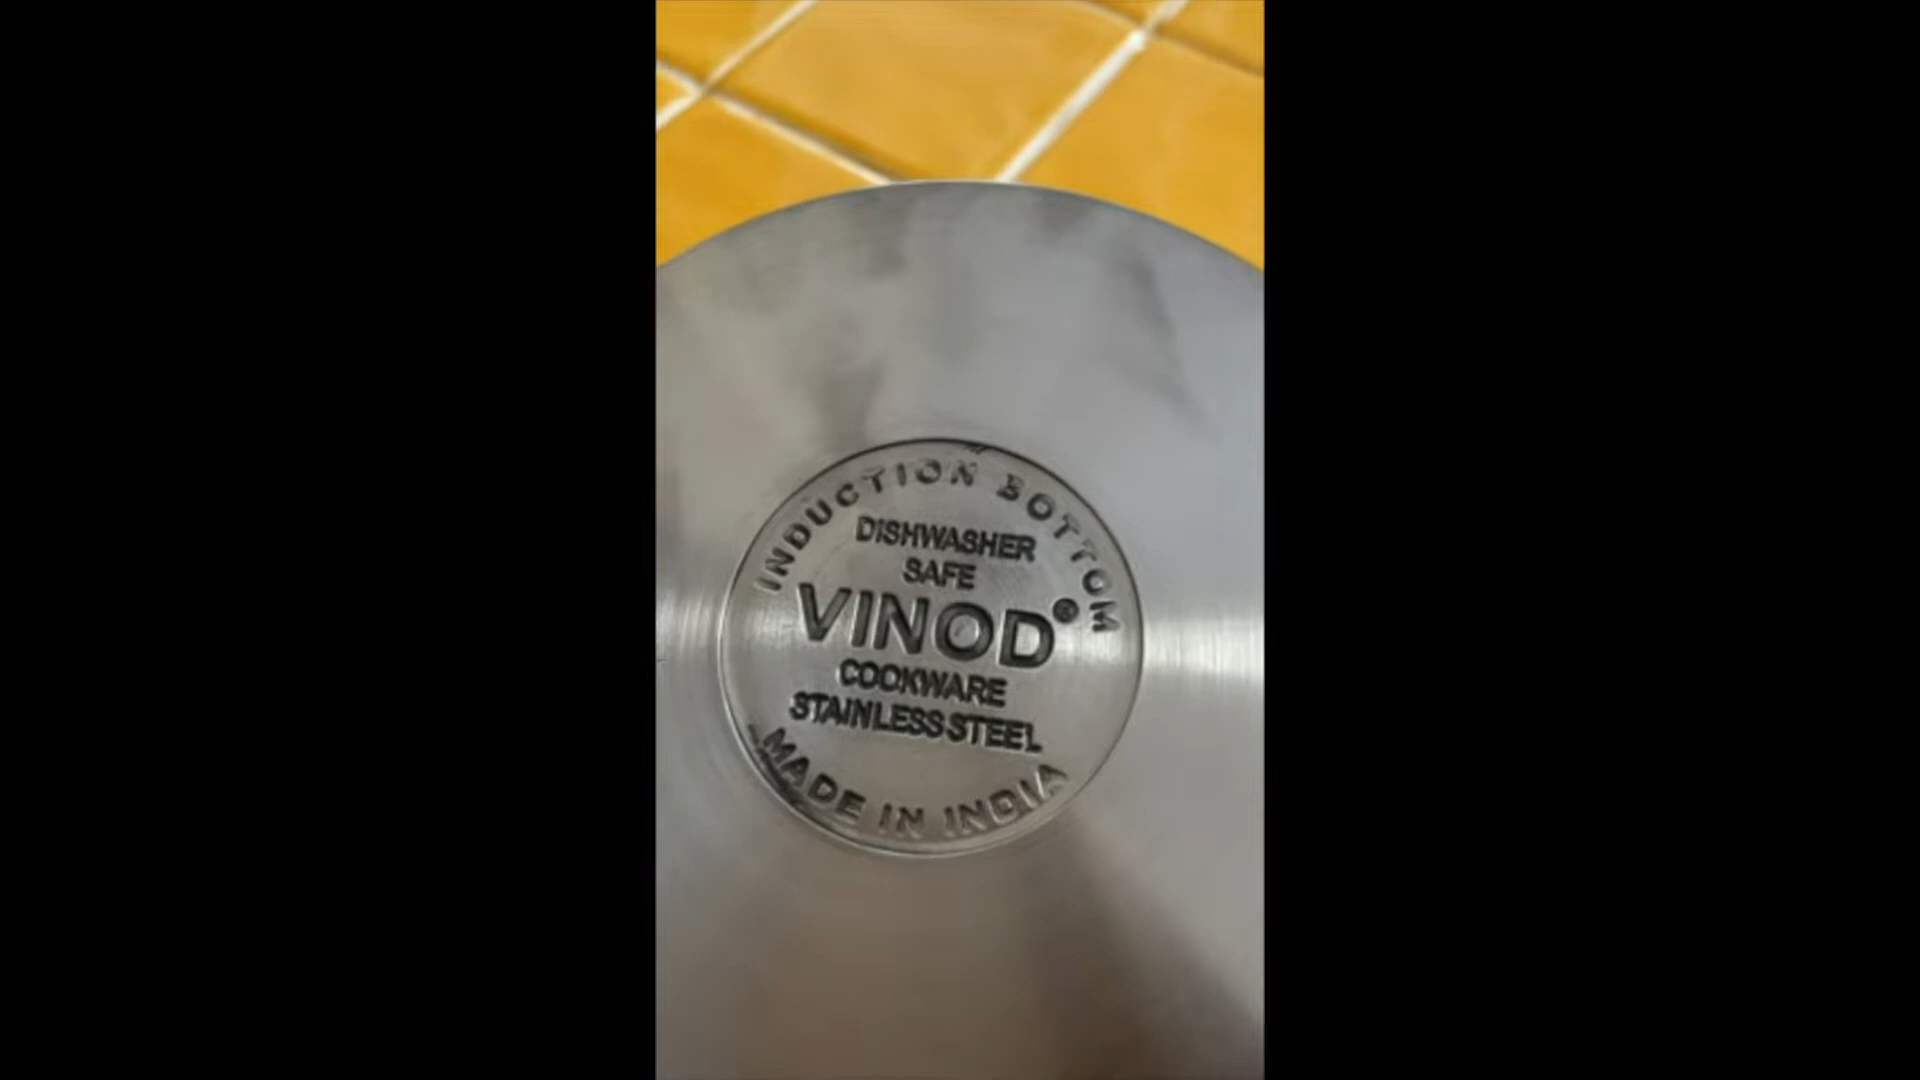 INDUCTION BOTTOM
DISHWASHER
SAFE
VINOD®
COOKWARE
STAINLESS STEEL
MADE IN INDIA